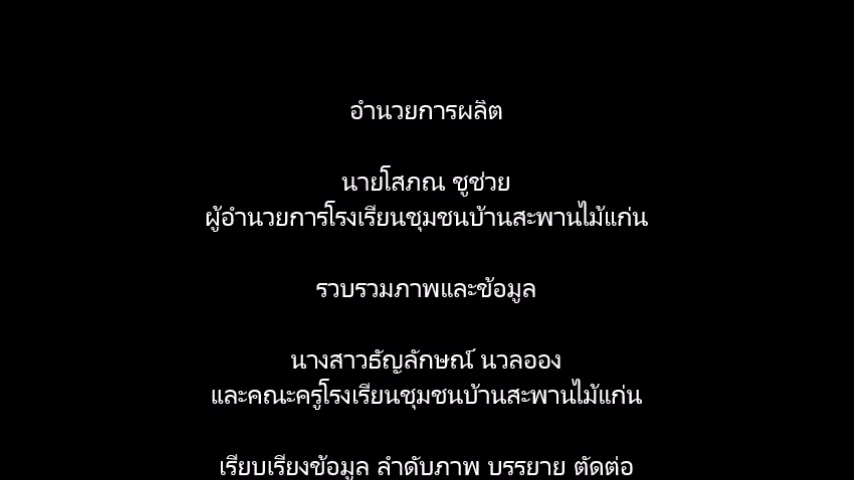 อำนวยการผลิต
นายโสภณ ชูช่วย
ผู้อำนวยการโรงเรียนชุมชนบ้านสะพานไม้แก่น
รวบรวมภาพและข้อมูล
นางสาวธัญลักษณ์ นวลออง
และคณะครูโรงเรียนชุมชนบ้านสะพานไม้แก่น
เรียบเรียงข้อมูล ลำดับภาพ บรรยาย ตัดต่อ